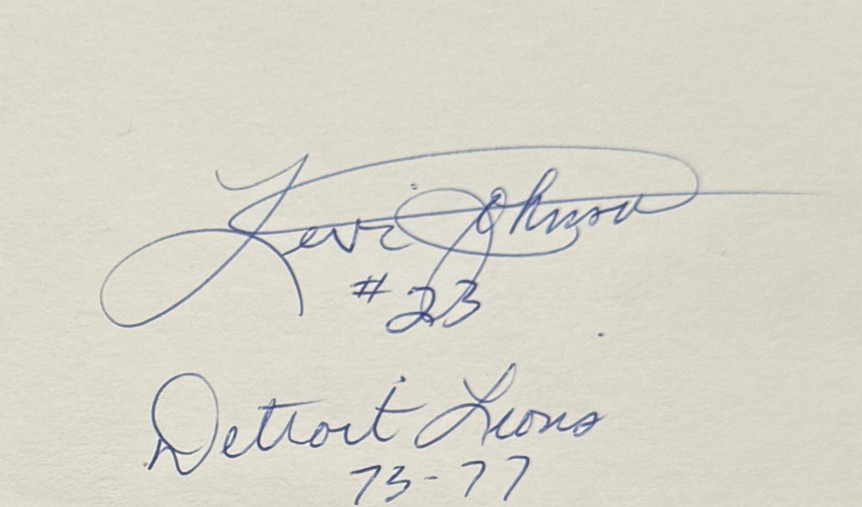 Levi Johnson
#23
Detroit Lions
73-77